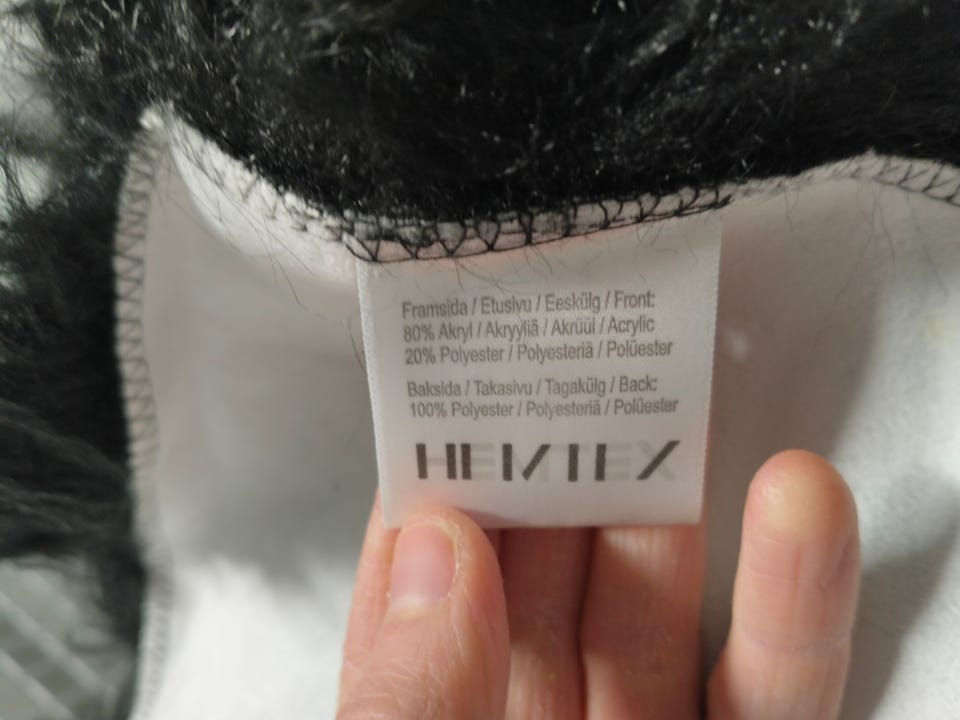 Framsida / Etusivu / Eeskülg / Front:
80% Akryl / Akryyliä / Akrüül / Acrylic
20% Polyester / Polyesteriä / Polüester
Baksida / Takasivu / Tagakülg / Back:
100% Polyester / Polyesteriä / Polüester
HEMTEX